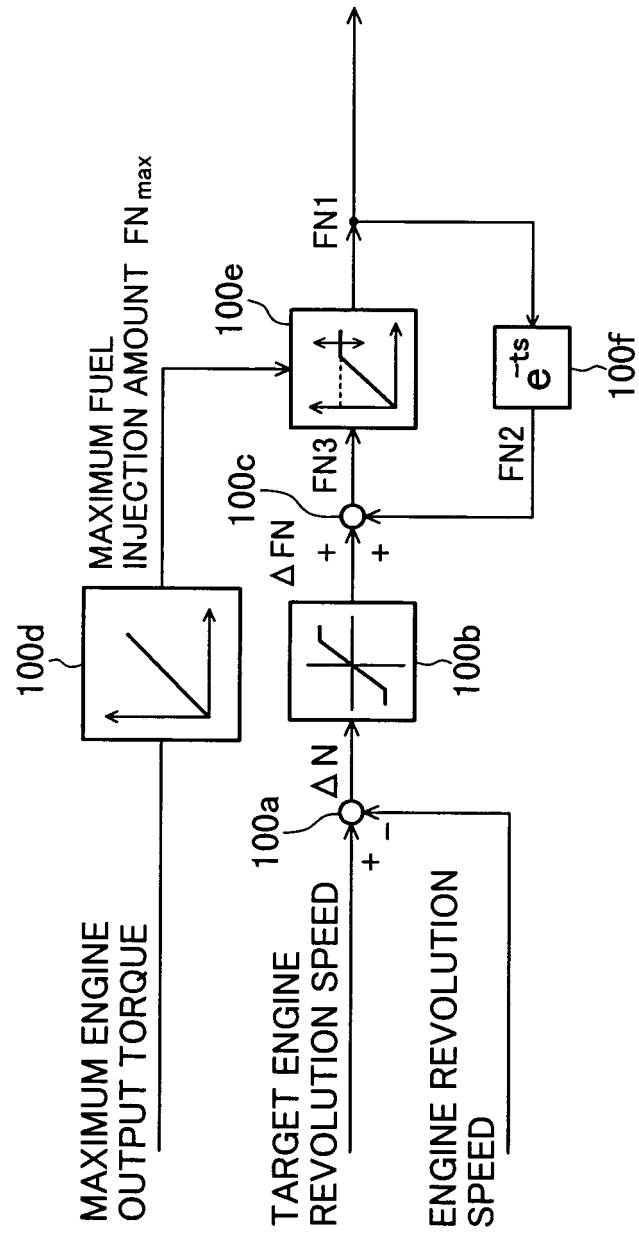 MAXIMUM ENGINE
OUTPUT TORQUE
100d
MAXIMUM FUEL
INJECTION AMOUNT FNmax
TARGET ENGINE
REVOLUTION SPEED
+
−
100a
ΔN
100b
ΔFN
+
+
100c
FN3
100e
FN1
ENGINE REVOLUTION
SPEED
FN2
e-ts
100f